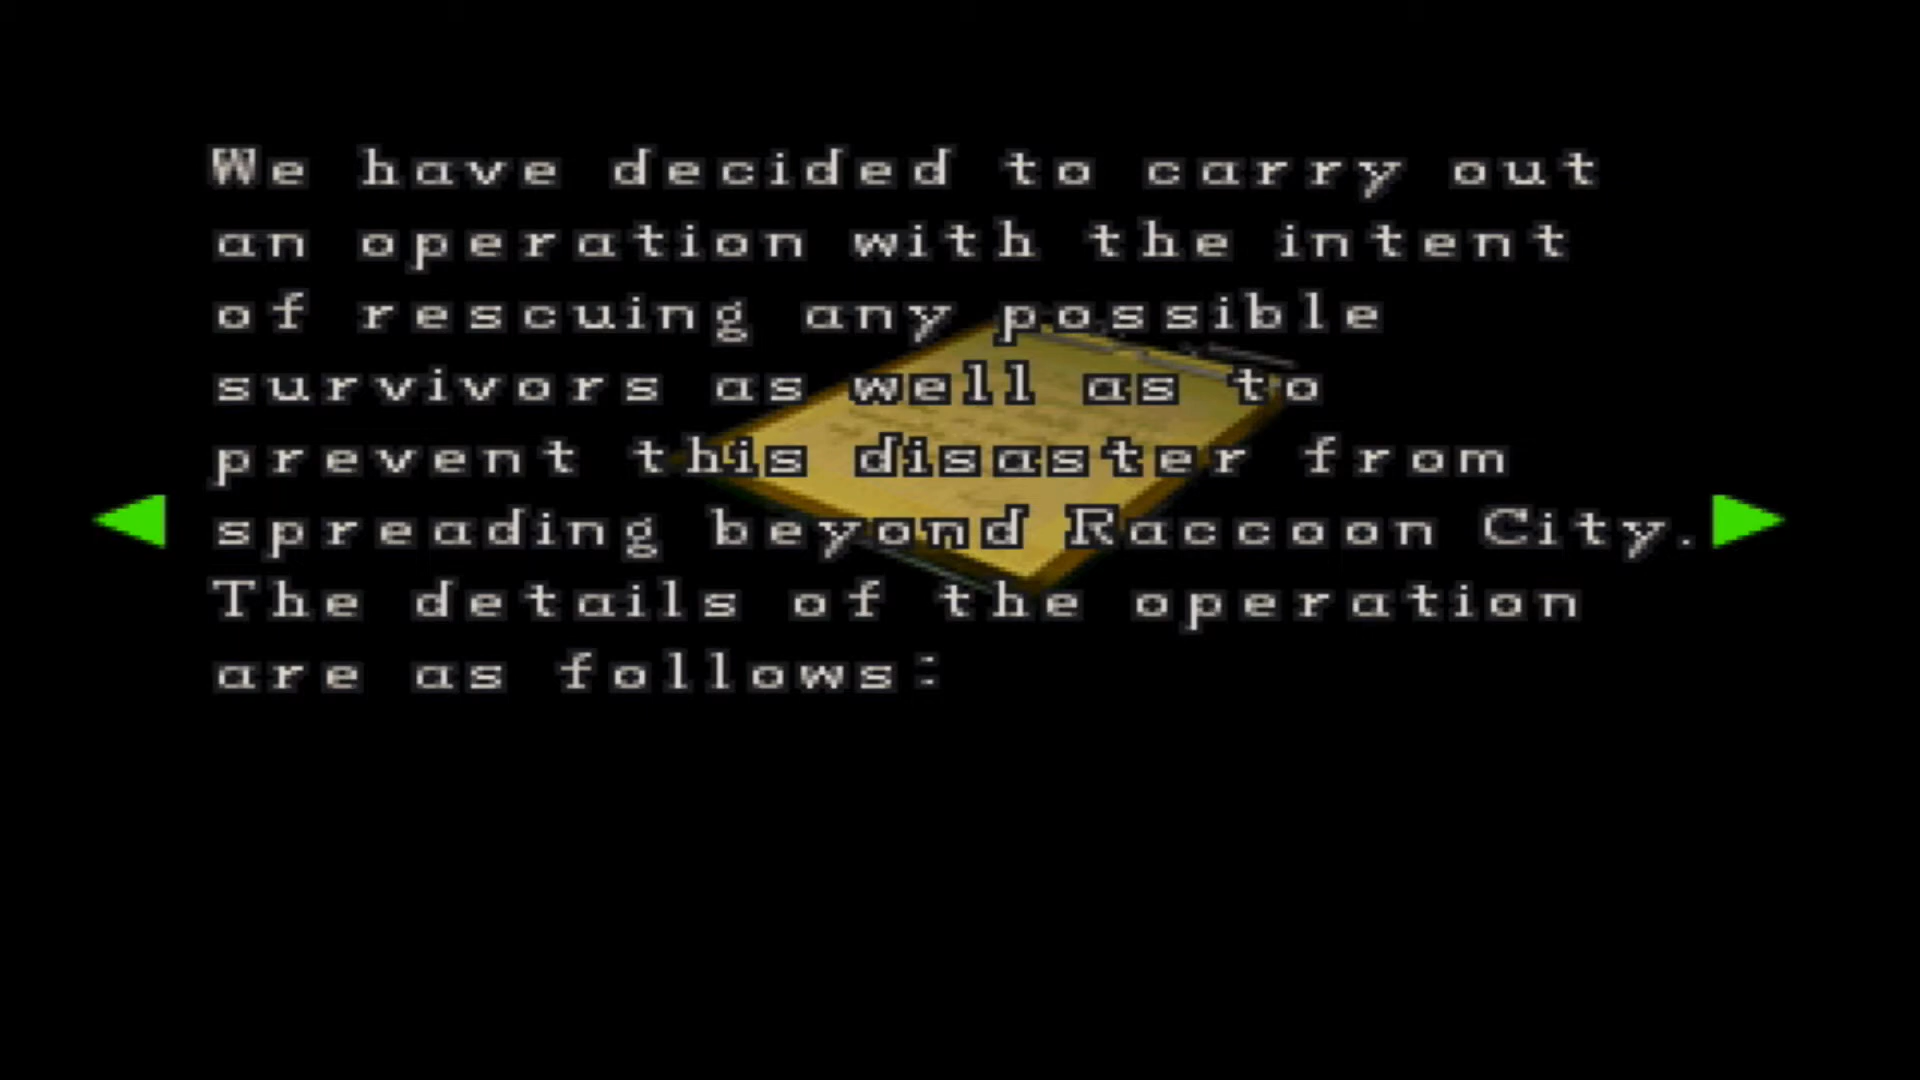 We have decided to carry out
an operation with the intent
of rescuing any possible
survivors as well as to
prevent this disaster from
spreading beyond Raccoon City.
The details of the operation
are as follows: